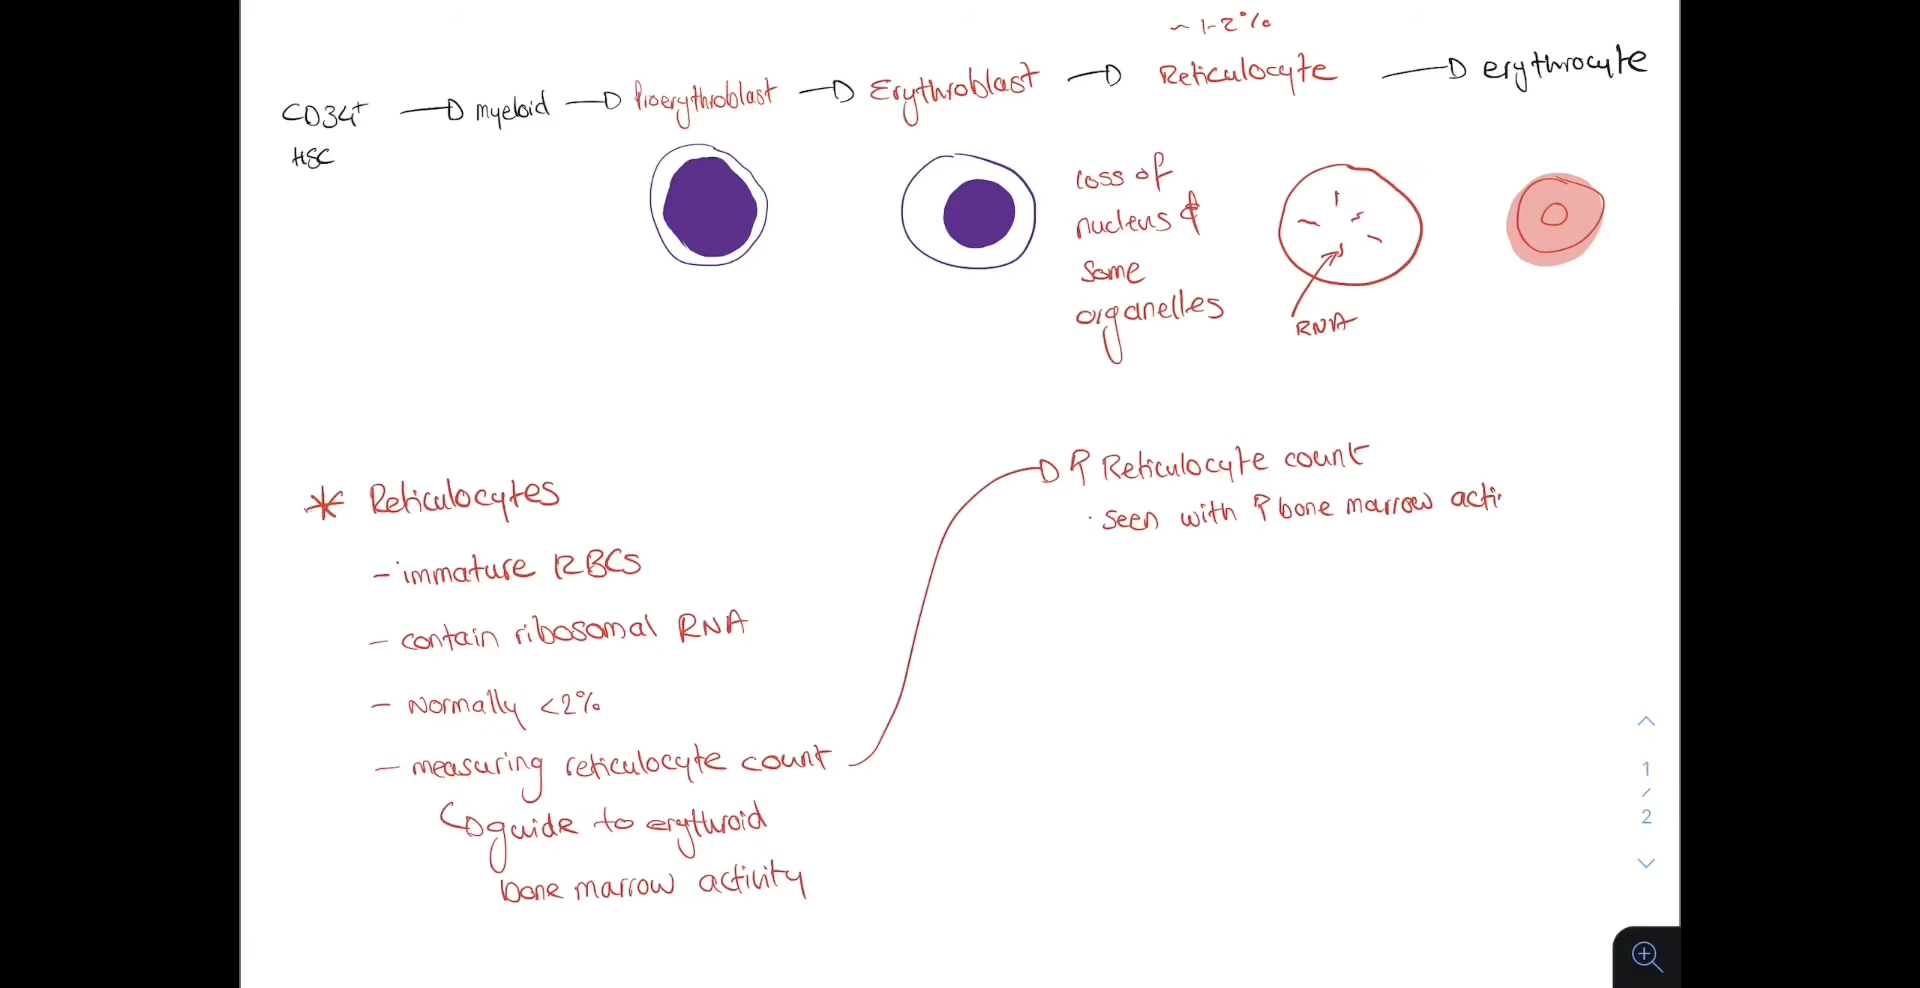 ~ 1-2%
CD34+ → myeloid → Proerythroblast → Erythroblast → Reticulocyte → erythrocyte
HSC
loss of
nucleus &
some
organelles
RNA
* Reticulocytes
- immature RBCs
- contain ribosomal RNA
- Normally <2%
- measuring reticulocyte count
↳ guide to erythroid
bone marrow activity
→ ↑ Reticulocyte count
· seen with ↑ bone marrow acti
1
/
2